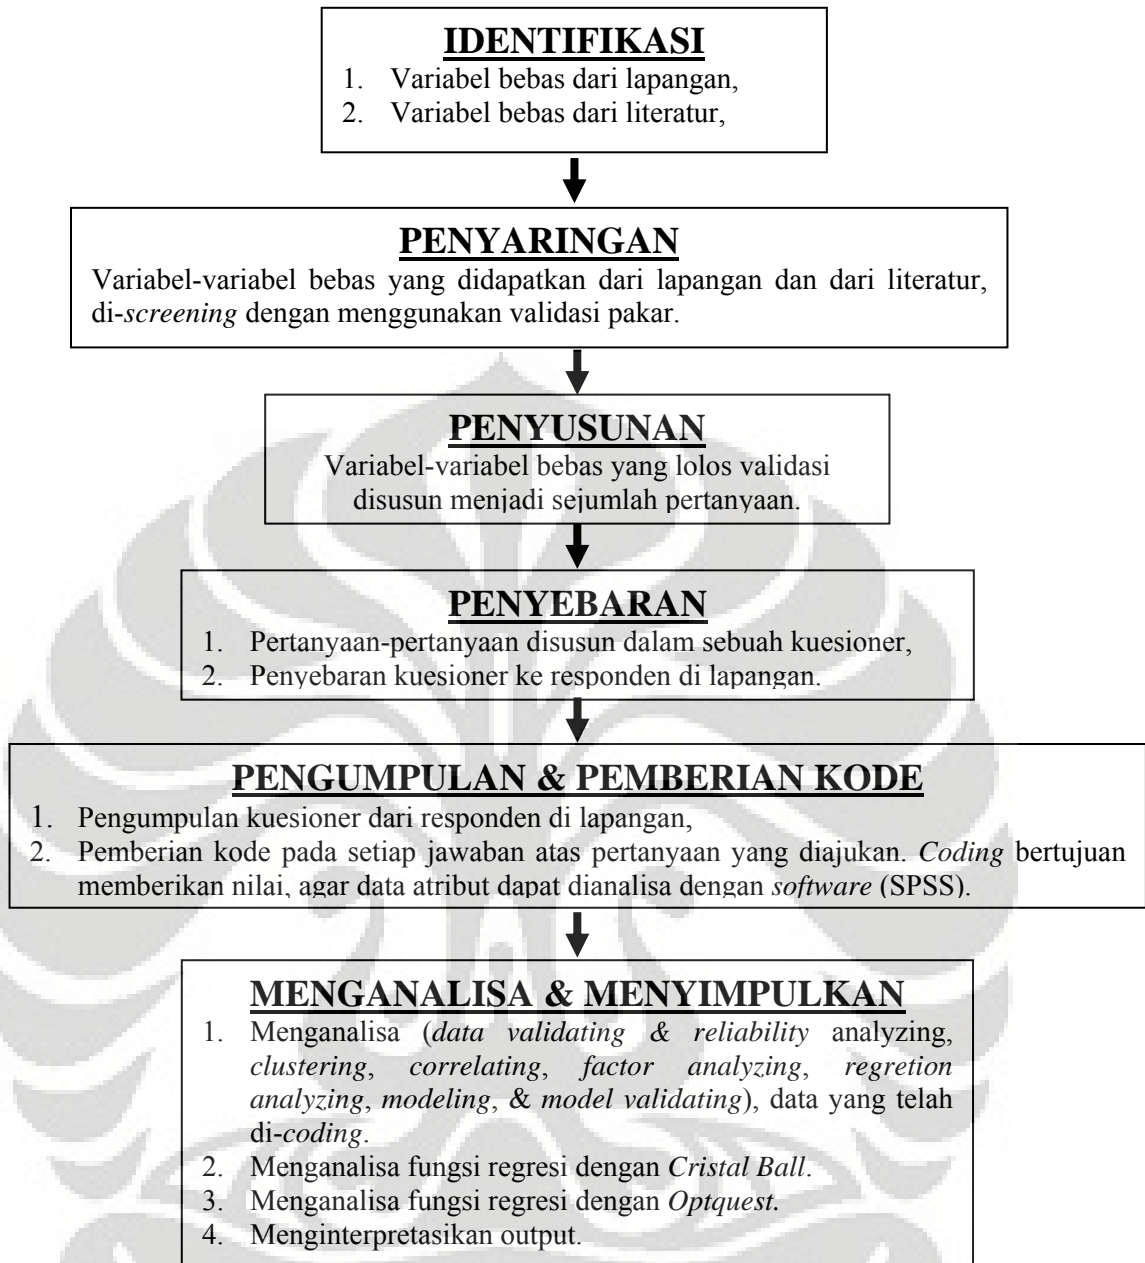 IDENTIFIKASI
1. Variabel bebas dari lapangan,
2. Variabel bebas dari literatur,
PENYARINGAN
Variabel-variabel bebas yang didapatkan dari lapangan dan dari literatur,
di-screening dengan menggunakan validasi pakar.
PENYUSUNAN
Variabel-variabel bebas yang lolos validasi
disusun menjadi sejumlah pertanyaan.
PENYEBARAN
1. Pertanyaan-pertanyaan disusun dalam sebuah kuesioner,
2. Penyebaran kuesioner ke responden di lapangan.
PENGUMPULAN & PEMBERIAN KODE
1. Pengumpulan kuesioner dari responden di lapangan,
2. Pemberian kode pada setiap jawaban atas pertanyaan yang diajukan. Coding bertujuan
memberikan nilai, agar data atribut dapat dianalisa dengan software (SPSS).
MENGANALISA & MENYIMPULKAN
1. Menganalisa (data validating & reliability analyzing,
clustering, correlating, factor analyzing, regretion
analyzing, modeling, & model validating), data yang telah
di-coding.
2. Menganalisa fungsi regresi dengan Cristal Ball.
3. Menganalisa fungsi regresi dengan Optquest.
4. Menginterpretasikan output.